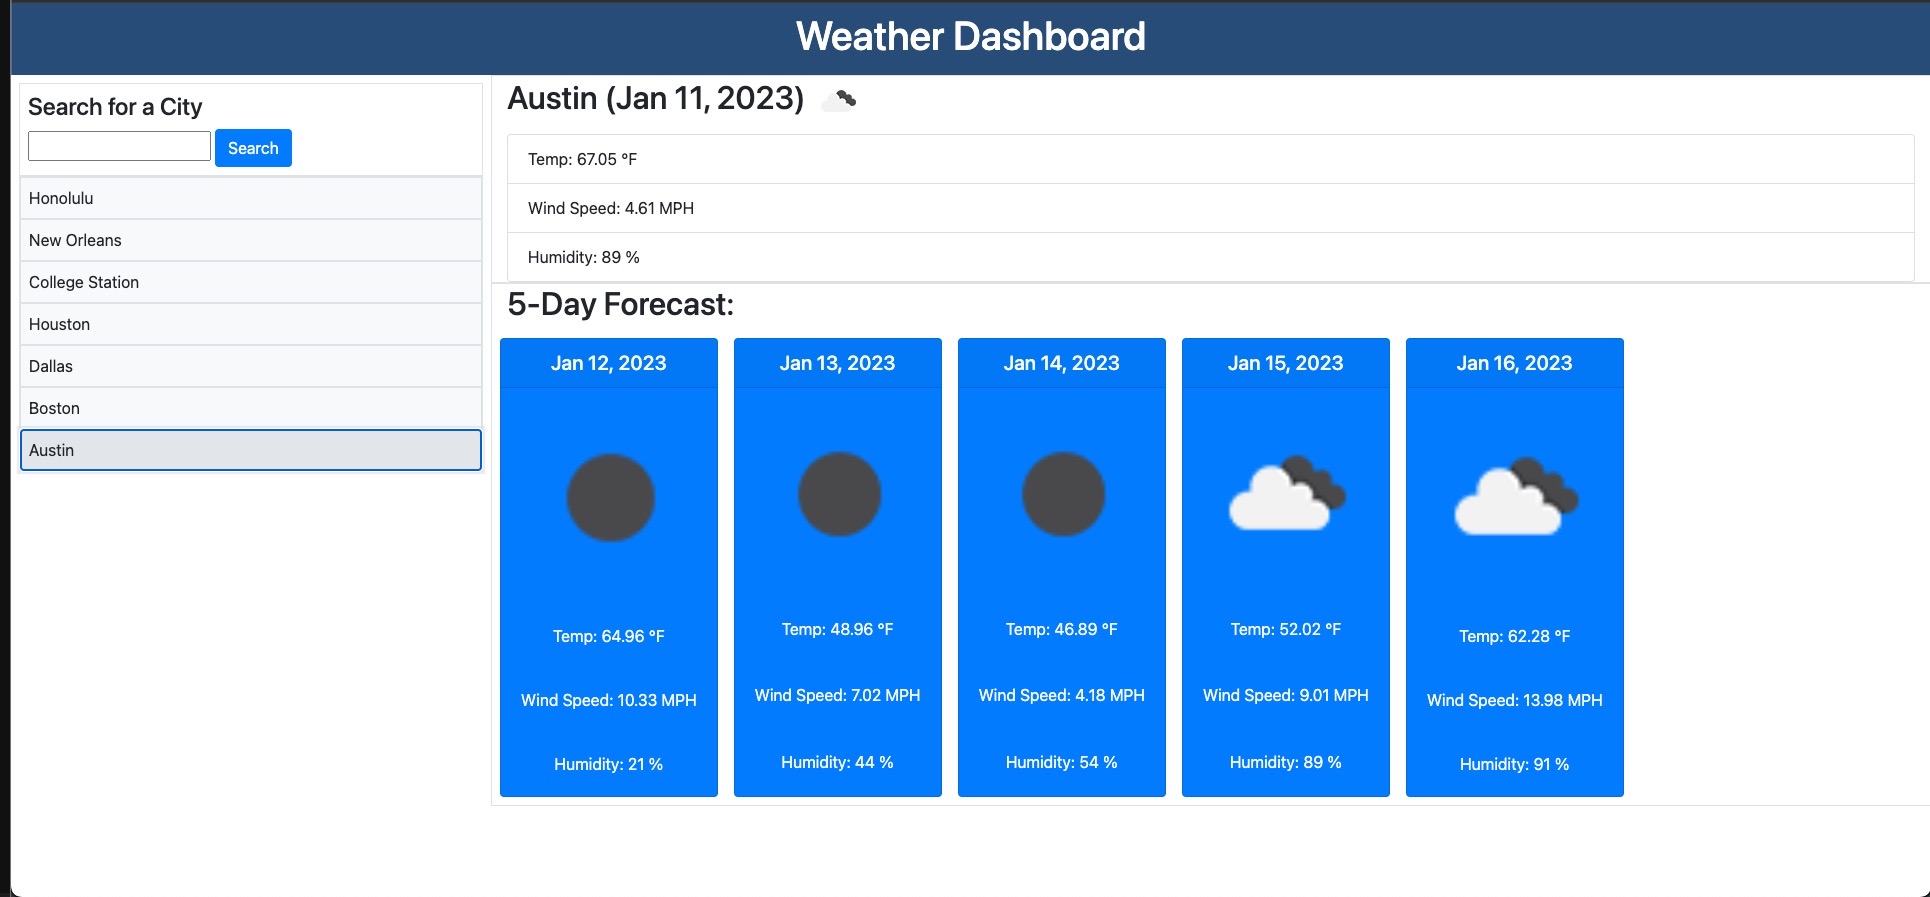 Weather Dashboard
Search for a City
Search
Honolulu
New Orleans
College Station
Houston
Dallas
Boston
Austin
Austin (Jan 11, 2023)
Temp: 67.05 °F
Wind Speed: 4.61 MPH
Humidity: 89 %
5-Day Forecast:
Jan 12, 2023
Temp: 64.96 °F
Wind Speed: 10.33 MPH
Humidity: 21 %
Jan 13, 2023
Temp: 48.96 °F
Wind Speed: 7.02 MPH
Humidity: 44 %
Jan 14, 2023
Temp: 46.89 °F
Wind Speed: 4.18 MPH
Humidity: 54 %
Jan 15, 2023
Temp: 52.02 °F
Wind Speed: 9.01 MPH
Humidity: 89 %
Jan 16, 2023
Temp: 62.28 °F
Wind Speed: 13.98 MPH
Humidity: 91 %